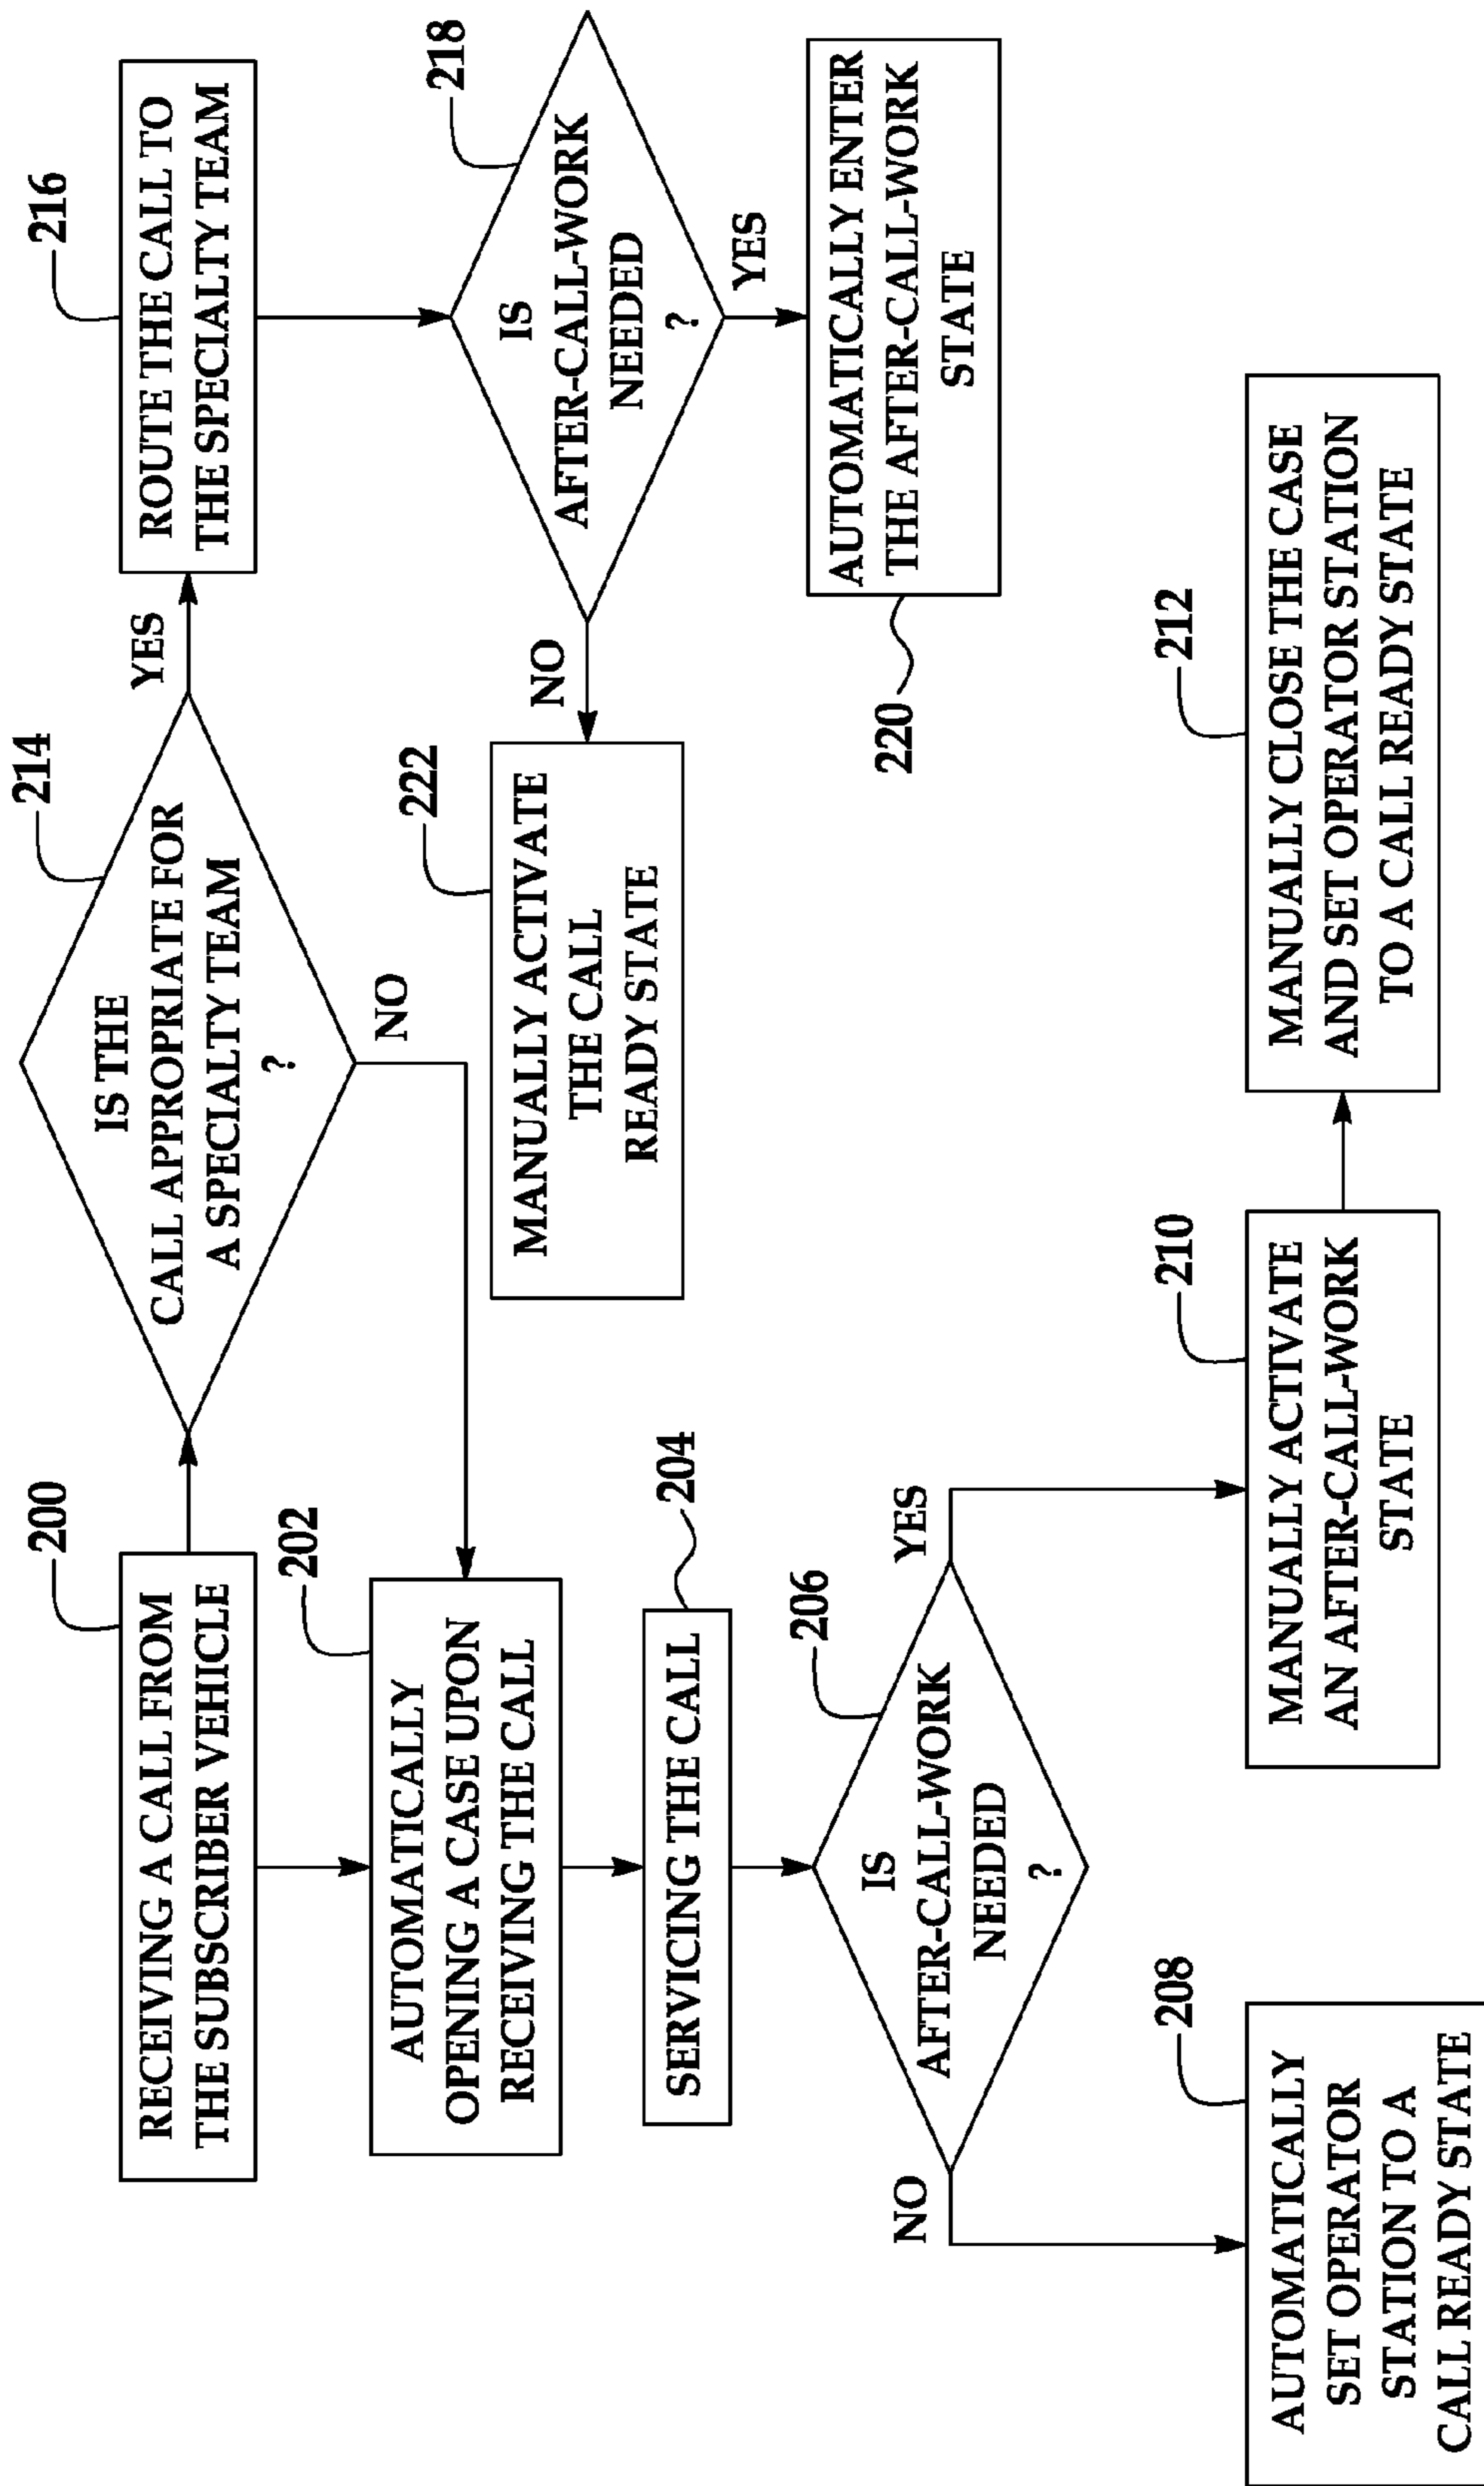 200
RECEIVING A CALL FROM
THE SUBSCRIBER VEHICLE
214
IS THE
CALL APPROPRIATE FOR
A SPECIALTY TEAM
?
YES
NO
216
ROUTE THE CALL TO
THE SPECIALTY TEAM
218
IS
AFTER-CALL-WORK
NEEDED
?
NO
YES
222
MANUALLY ACTIVATE
THE CALL
READY STATE
220
AUTOMATICALLY ENTER
THE AFTER-CALL-WORK
STATE
202
AUTOMATICALLY
OPENING A CASE UPON
RECEIVING THE CALL
204
SERVICING THE CALL
206
IS
AFTER-CALL-WORK
NEEDED
?
NO
YES
208
AUTOMATICALLY
SET OPERATOR
STATION TO A
CALL READY STATE
210
MANUALLY ACTIVATE
AN AFTER-CALL-WORK
STATE
212
MANUALLY CLOSE THE CASE
AND SET OPERATOR STATION
TO A CALL READY STATE